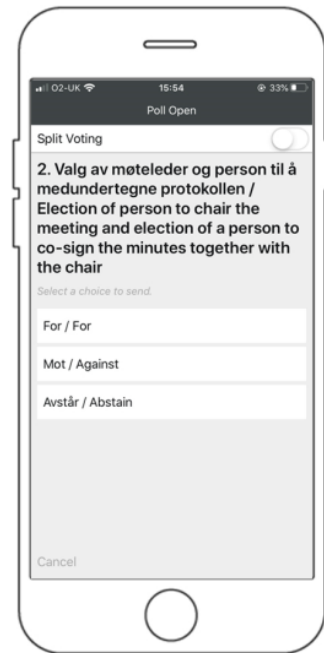 O2-UK 15:54 33%
Poll Open
Split Voting
2. Valg av møteleder og person til å
medundertegne protokollen /
Election of person to chair the
meeting and election of a person to
co-sign the minutes together with
the chair
Select a choice to send.
For / For
Mot / Against
Avstår / Abstain
Cancel